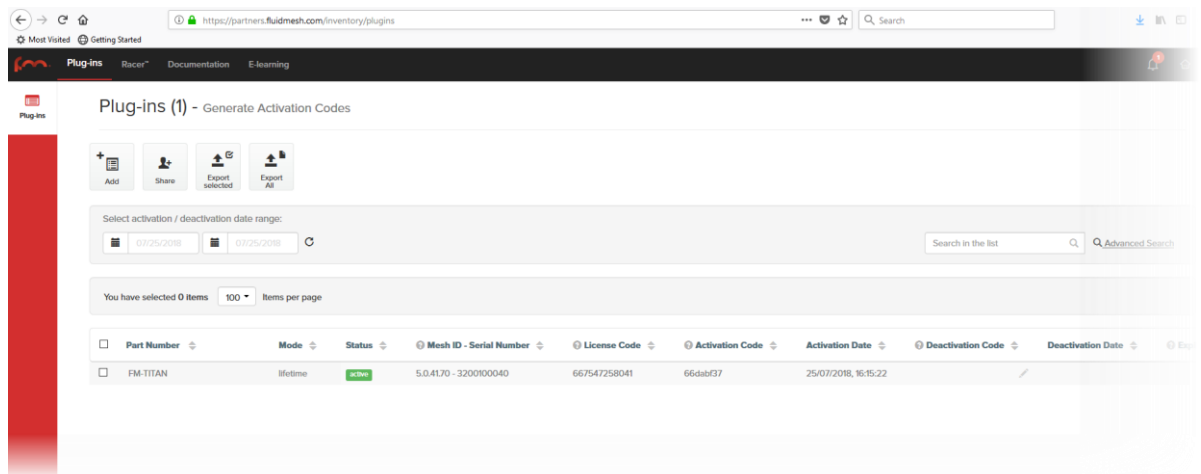 https://partners.fluidmesh.com/inventory/plugins
Search
Most Visited Getting Started
fm. Plug-ins Racer™ Documentation E-learning
1
Plug-ins
Plug-ins (1) - Generate Activation Codes
Add
Share
Export selected
Export All
Select activation / deactivation date range:
07/25/2018 07/25/2018 Search in the list Advanced Search
You have selected 0 items 100 Items per page
Part Number Mode Status Mesh ID - Serial Number License Code Activation Code Activation Date Deactivation Code Deactivation Date
FM-TITAN lifetime active 5.0.41.70 - 3200100040 667547258041 66dabf37 25/07/2018, 16:15:22